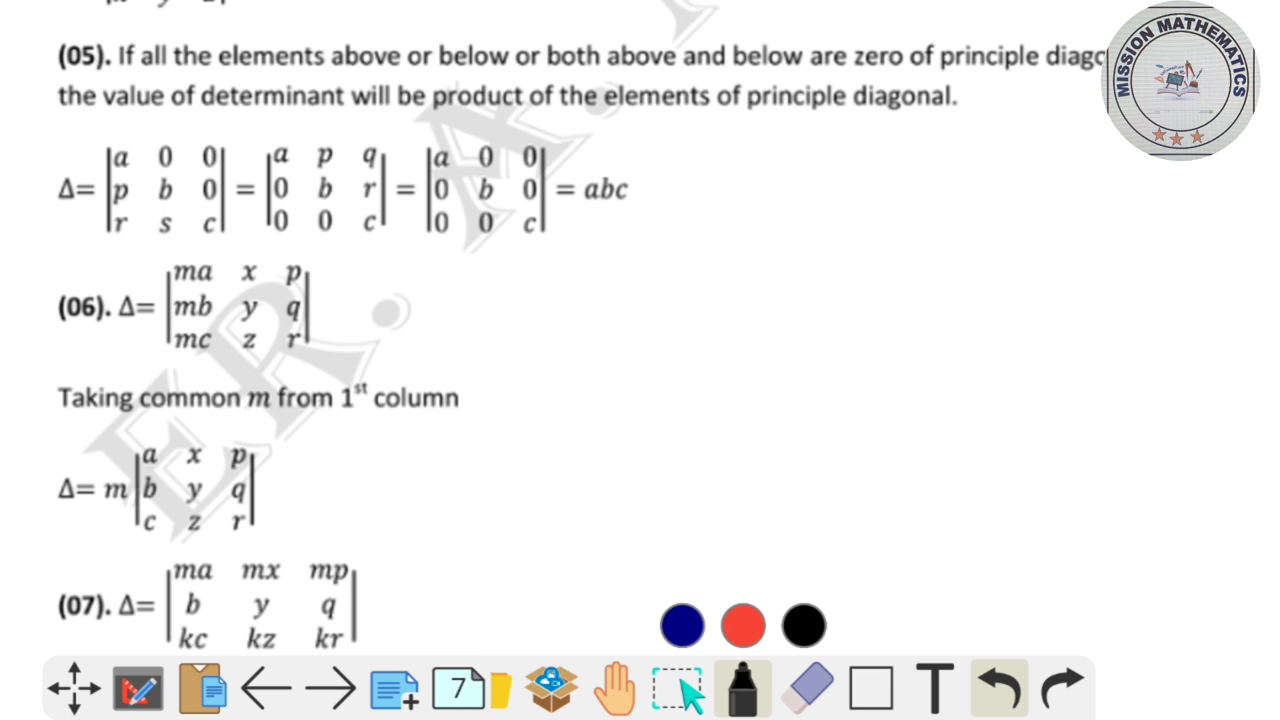 (05). If all the elements above or below or both above and below are zero of principle
the value of determinant will be product of the elements of principle diagonal.
Δ= |a 0 0| = |a p q| = |a 0 0| = abc
|p b 0| |0 b r| |0 b 0|
|r s c| |0 0 c| |0 0 c|
(06). Δ= |ma x p|
|mb y q|
|mc z r|
Taking common m from 1st column
Δ= m |a x p|
|b y q|
|c z r|
(07). Δ= |ma mx mp|
|b y q|
|kc kz kr|
MISSION MATHEMATICS
ER. A.
7
T